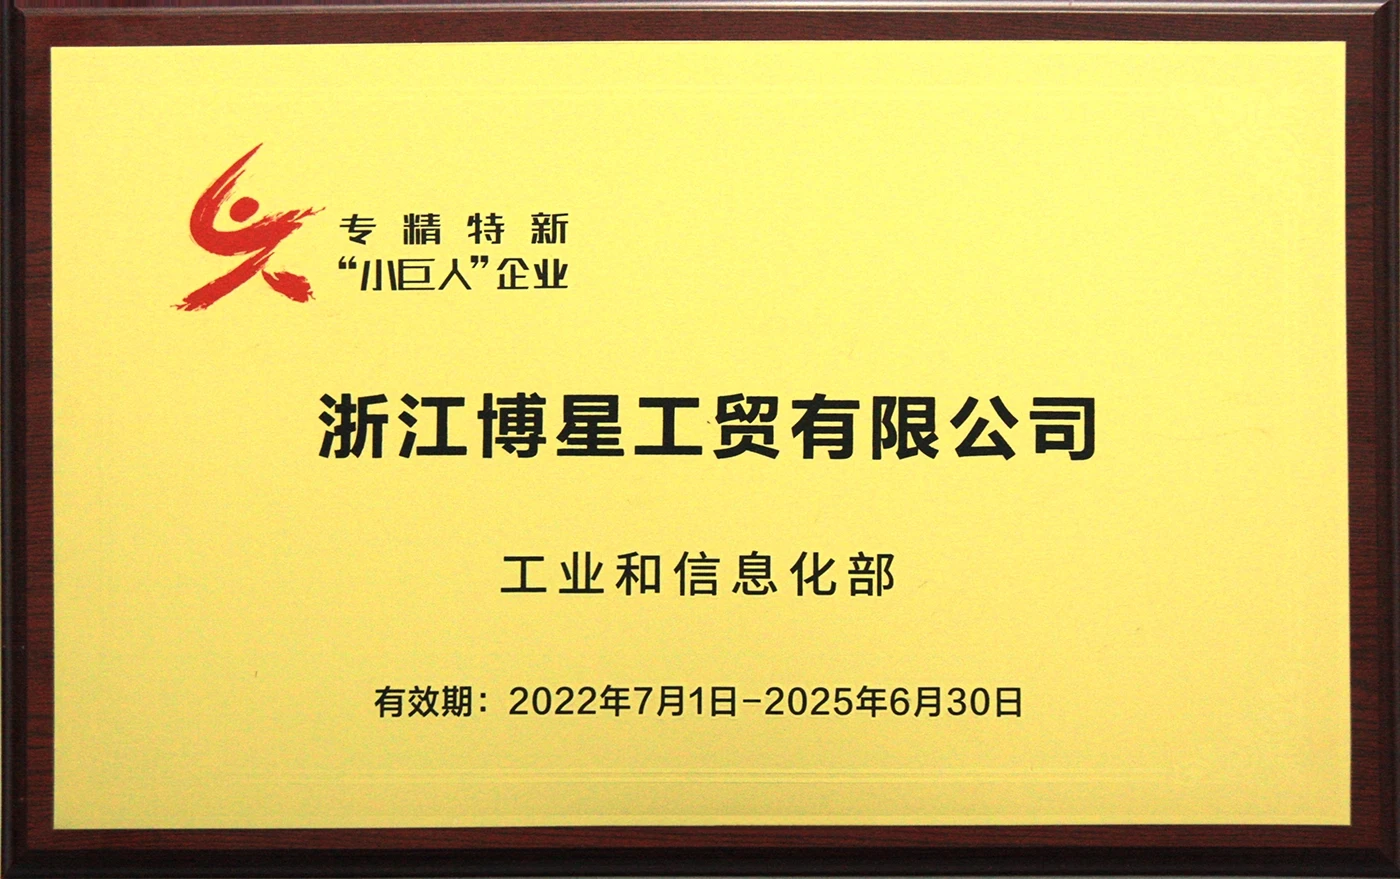 专精特新
“小巨人”企业
浙江博星工贸有限公司
工业和信息化部
有效期：2022年7月1日-2025年6月30日